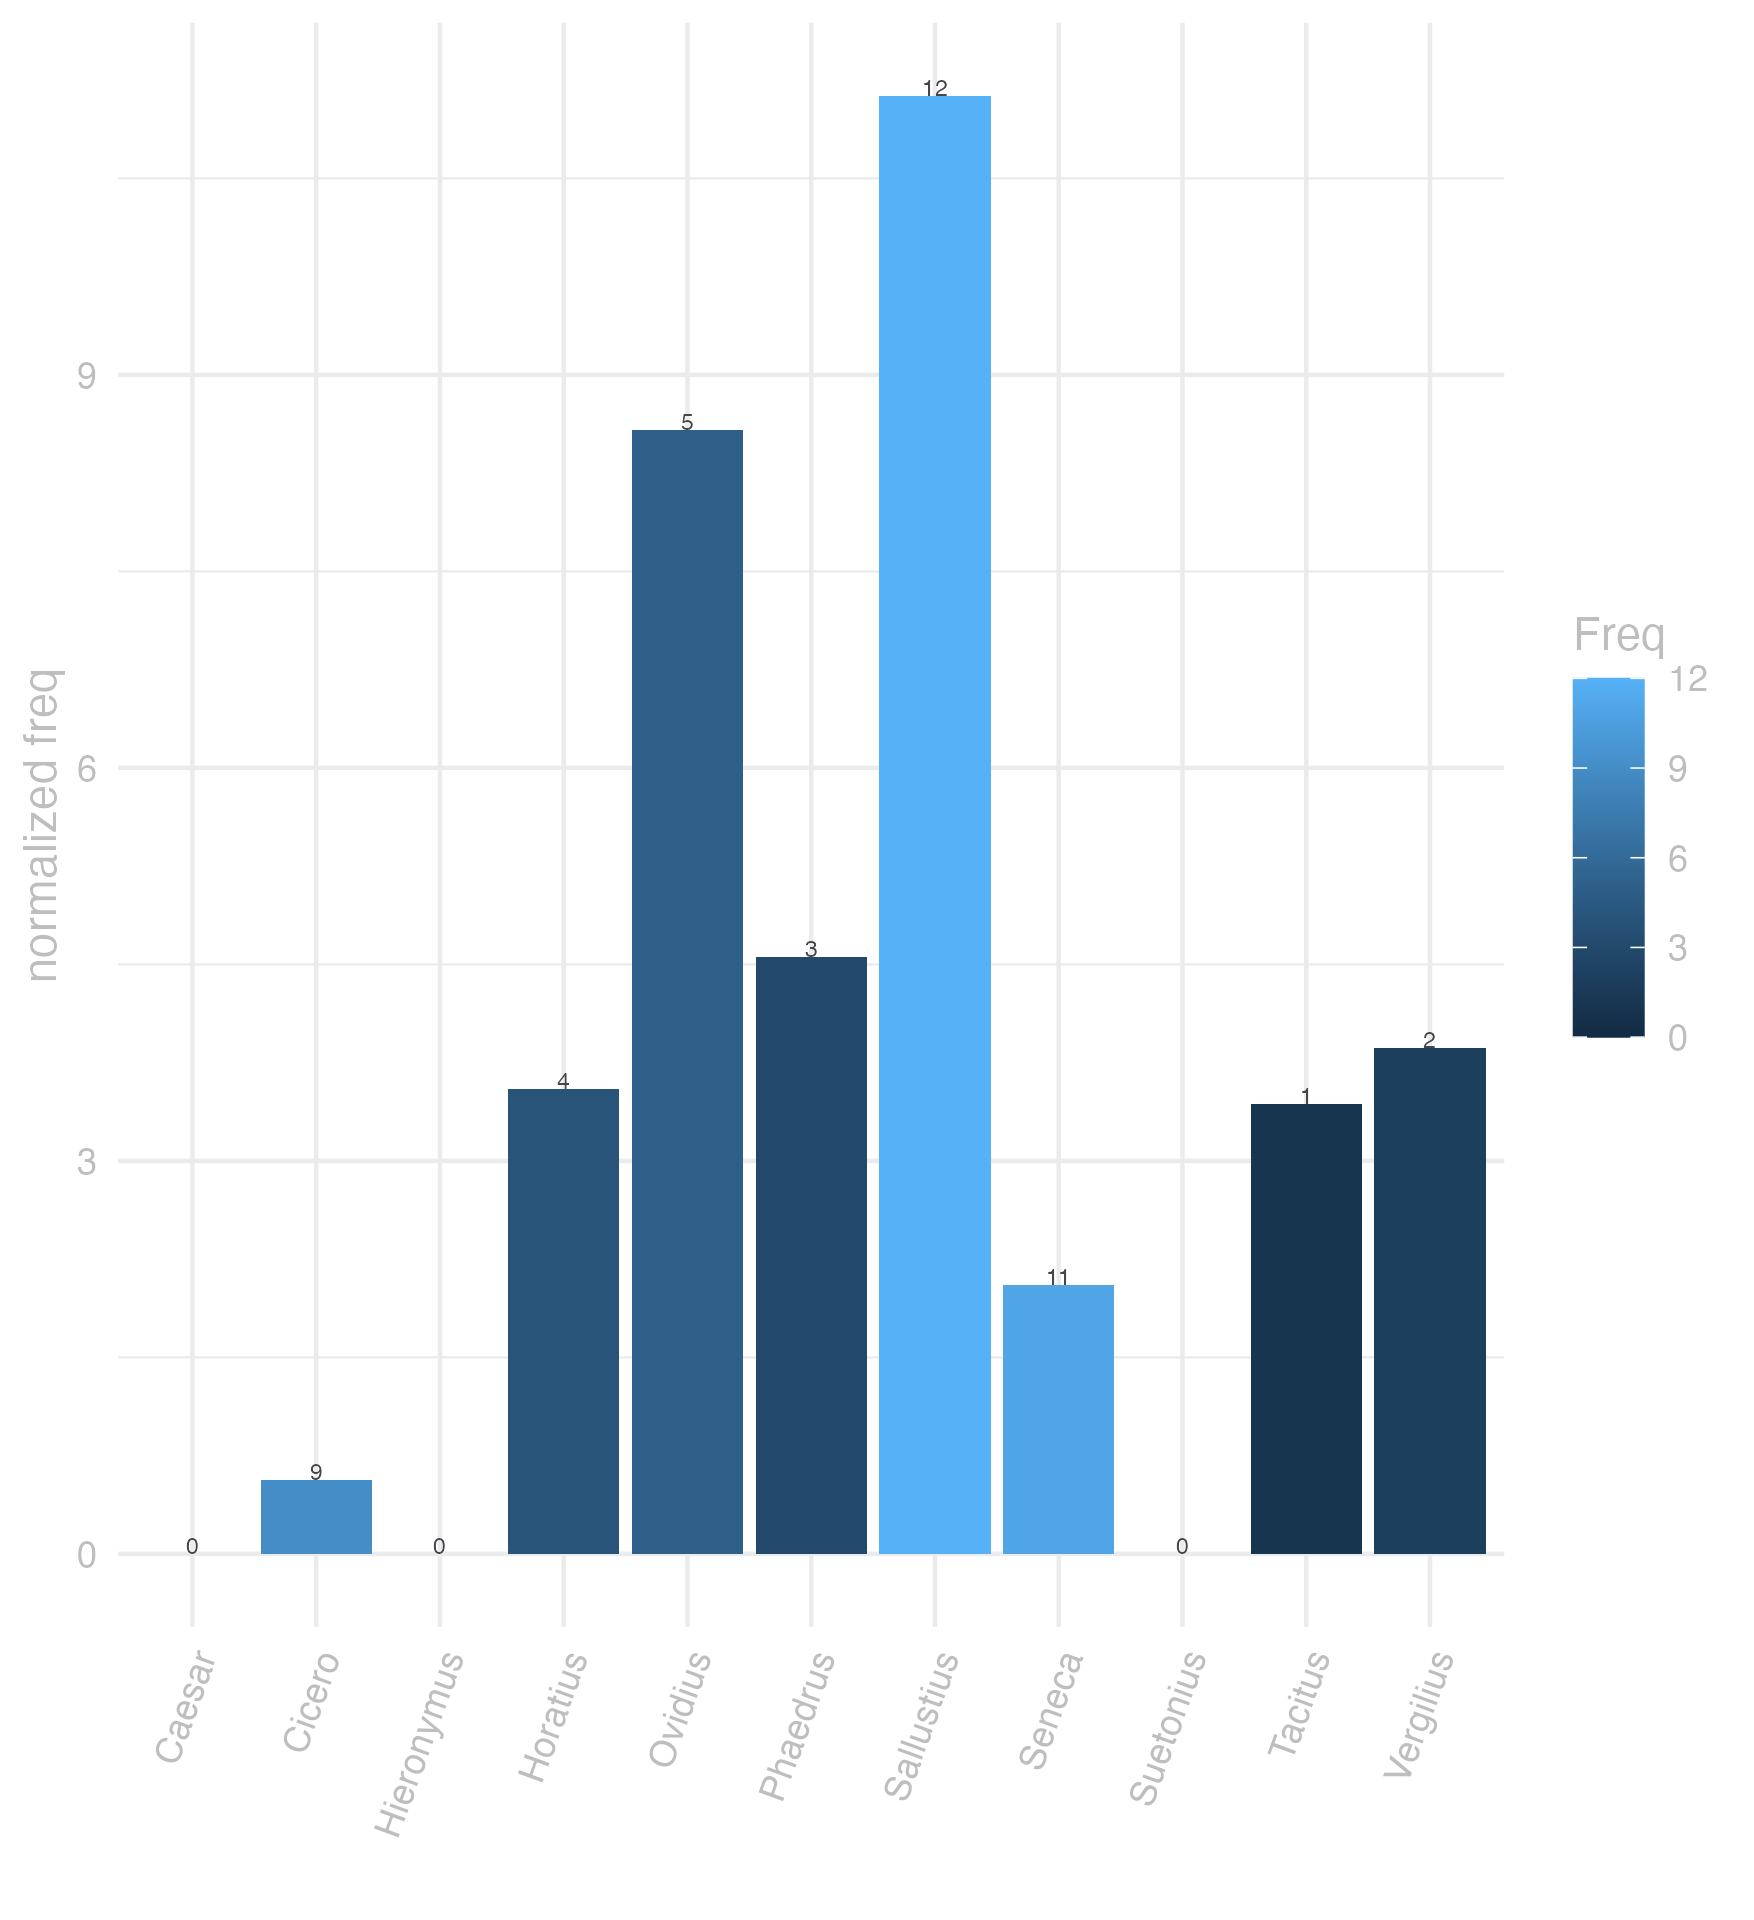 normalized freq
9
6
3
0
12
5
3
4
2
1
11
9
0
0
0
Caesar
Cicero
Hieronymus
Horatius
Ovidius
Phaedrus
Sallustius
Seneca
Suetonius
Tacitus
Vergilius
Freq
12
9
6
3
0